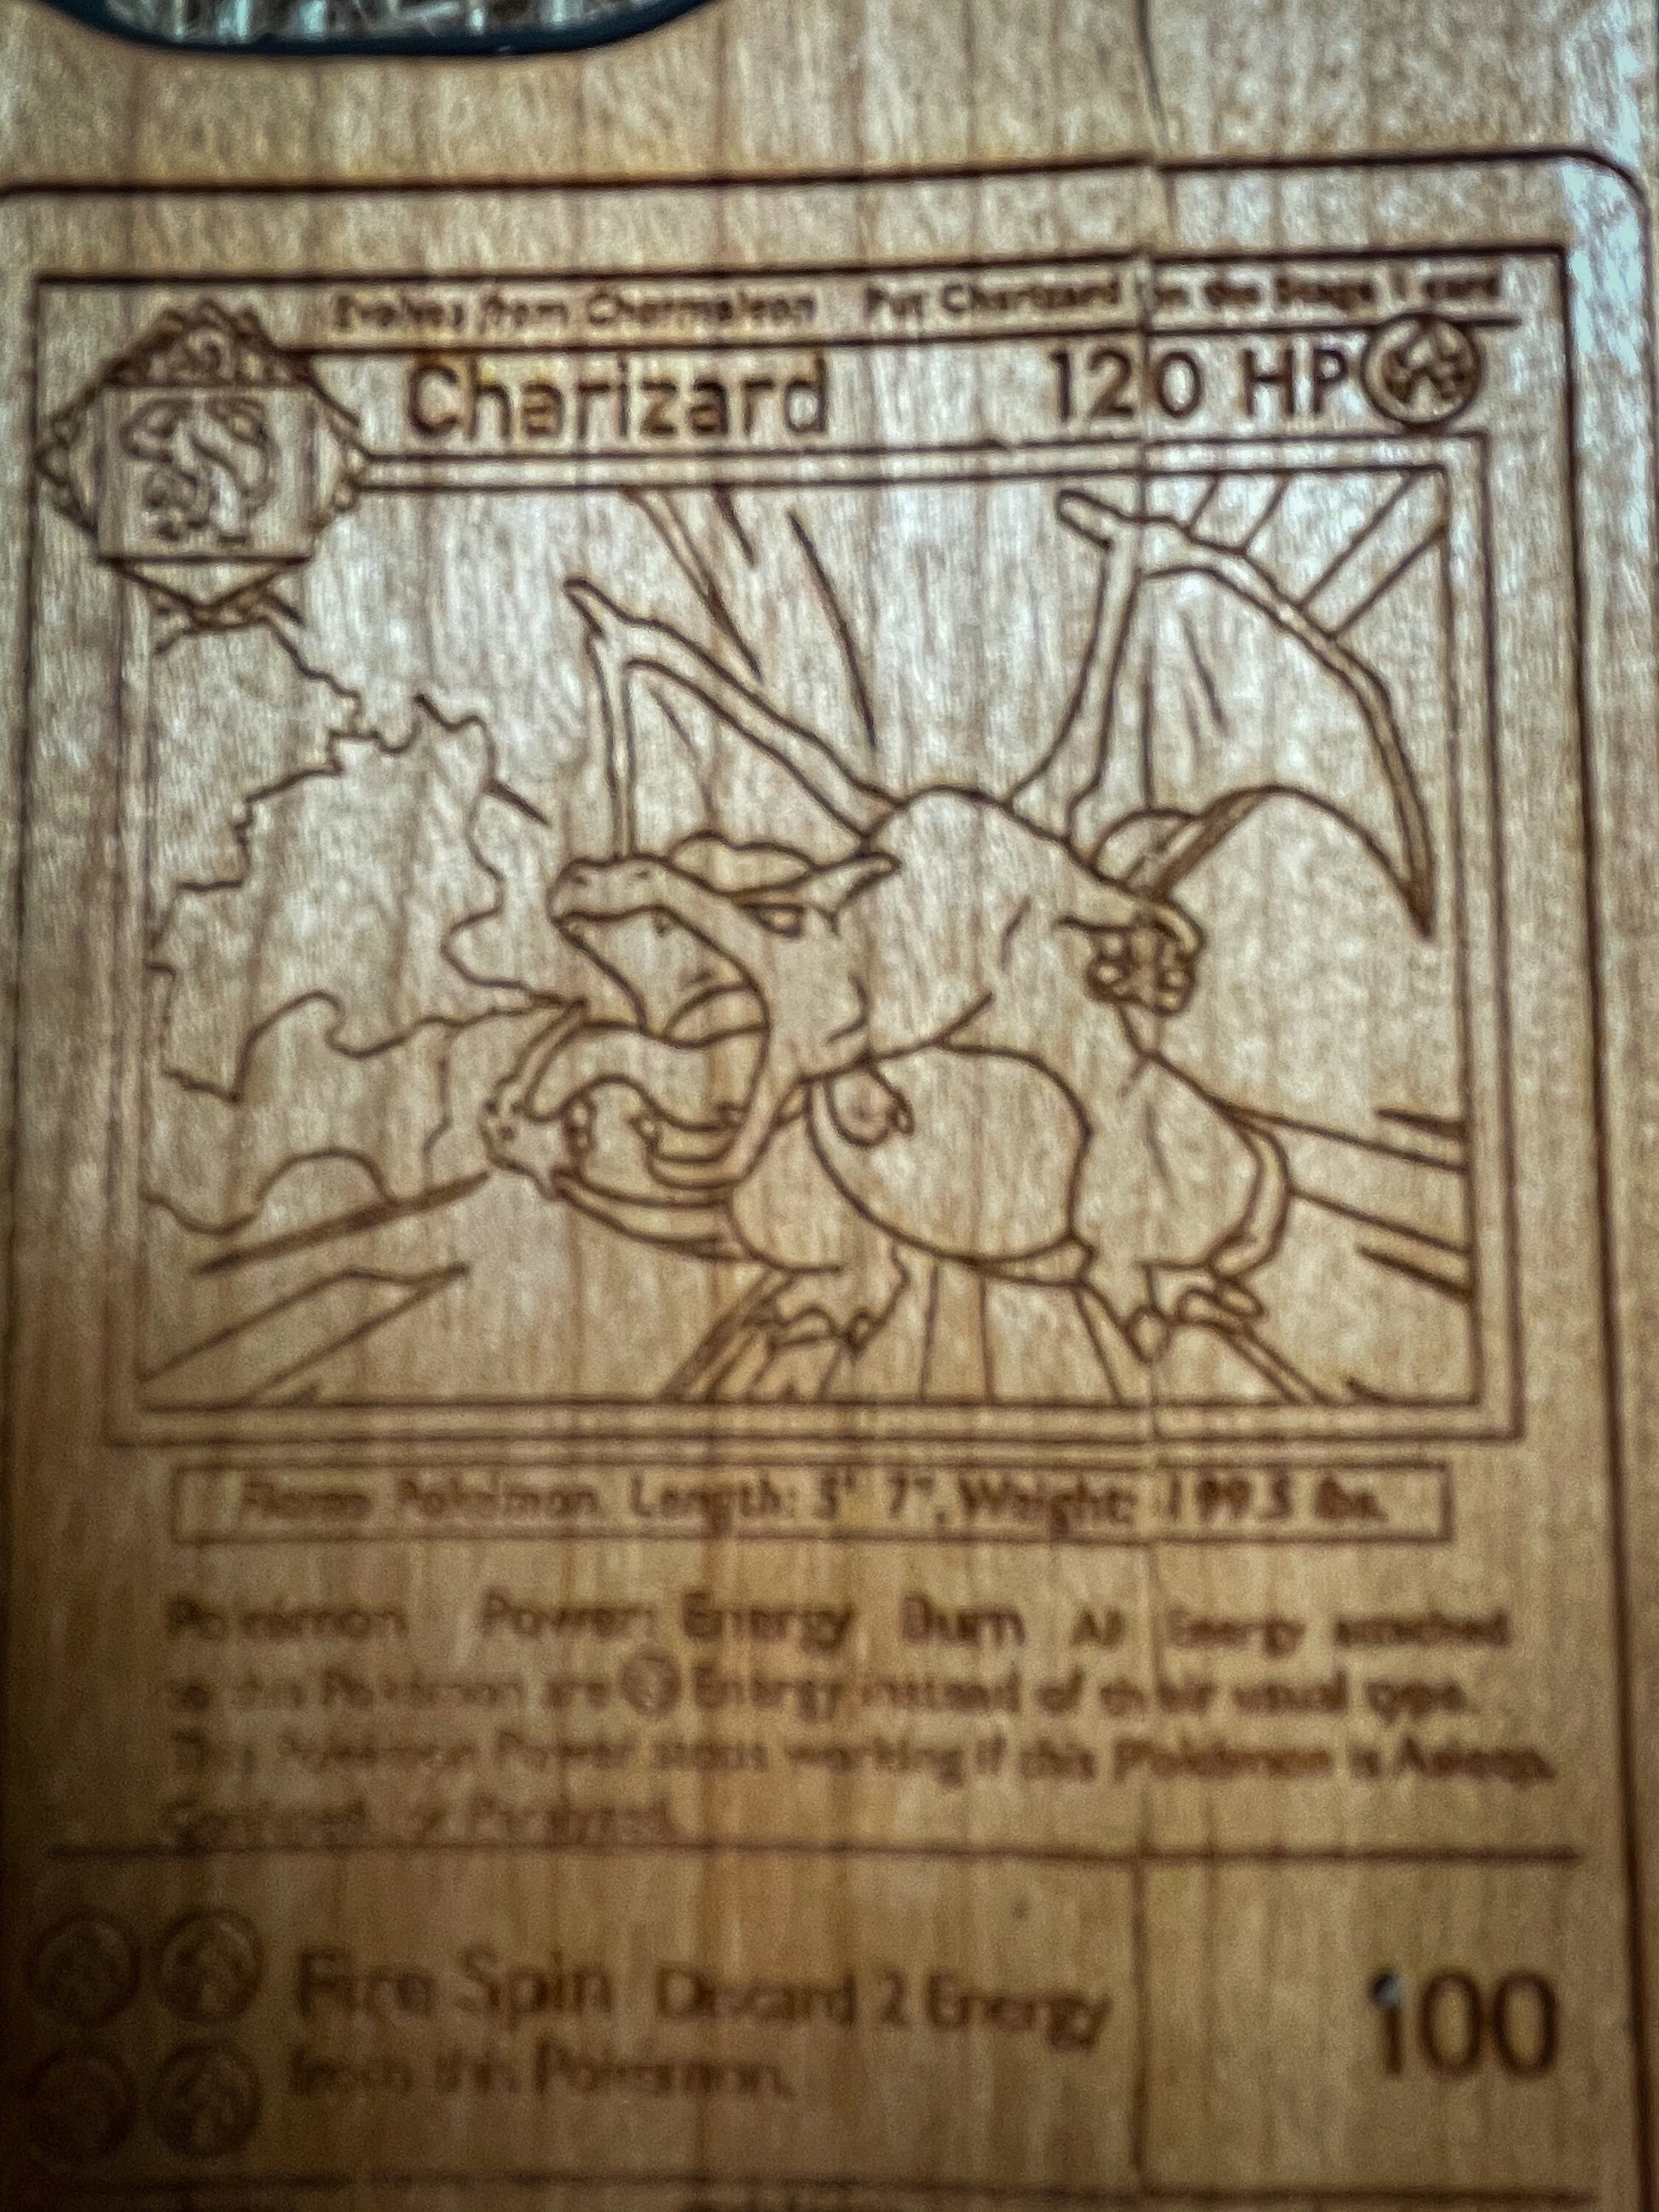 Evolves from Charmeleon Put Charizard on the Stage 1 card
Charizard 120 HP
Flame Pokémon. Length: 5' 7", Weight: 199.5 lbs.
Pokémon Power: Energy Burn All Energy attached
to this Pokémon are Energy instead of their usual type.
This Pokémon Power stops working if this Pokémon is Asleep,
Confused, or Paralyzed.
Fire Spin Discard 2 Energy 100
from this Pokémon.